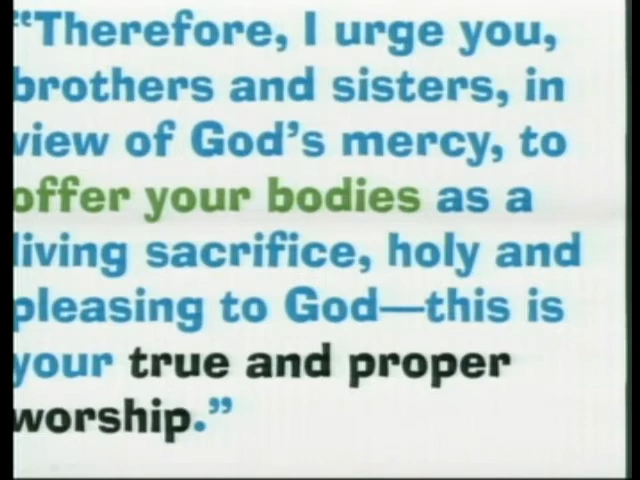 “Therefore, I urge you,
brothers and sisters, in
view of God’s mercy, to
offer your bodies as a
living sacrifice, holy and
pleasing to God—this is
your true and proper
worship.”